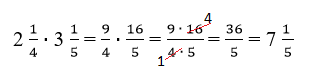 2 1/4 · 3 1/5 = 9/4 · 16/5 = 9 · 16 4 / 1 4 · 5 = 36/5 = 7 1/5